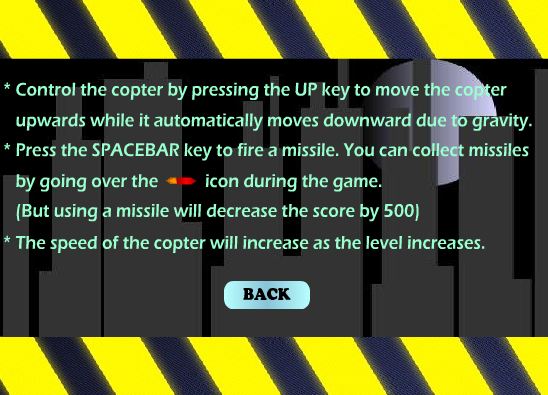 * Control the copter by pressing the UP key to move the copter
upwards while it automatically moves downward due to gravity.
* Press the SPACEBAR key to fire a missile. You can collect missiles
by going over the icon during the game.
(But using a missile will decrease the score by 500)
* The speed of the copter will increase as the level increases.
BACK